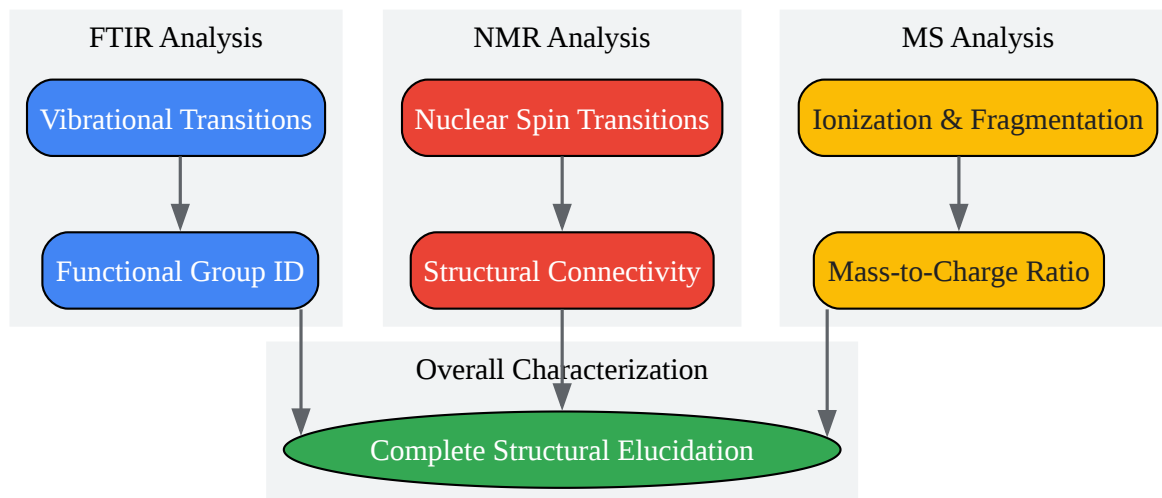 FTIR Analysis
NMR Analysis
MS Analysis
Vibrational Transitions
Nuclear Spin Transitions
Ionization & Fragmentation
Functional Group ID
Structural Connectivity
Mass-to-Charge Ratio
Overall Characterization
Complete Structural Elucidation